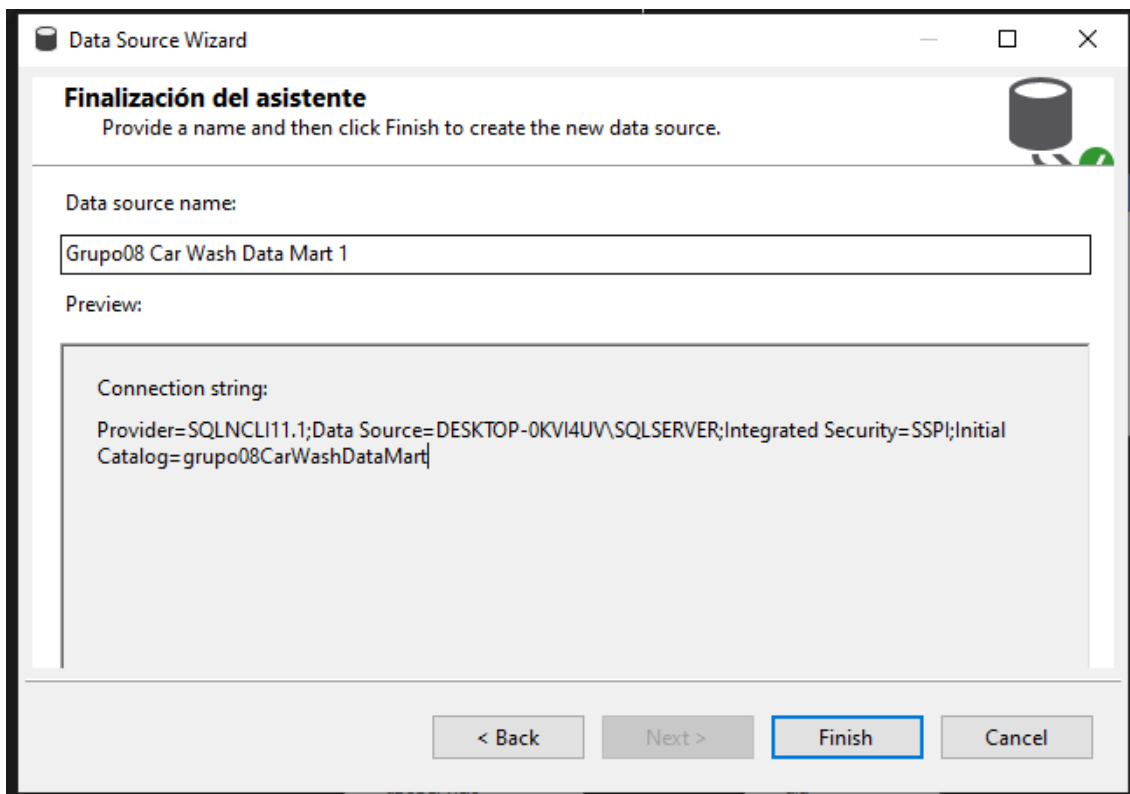 Data Source Wizard
Finalización del asistente
Provide a name and then click Finish to create the new data source.
Data source name:
Grupo08 Car Wash Data Mart 1
Preview:
Connection string:
Provider=SQLNCLI11.1;Data Source=DESKTOP-0KVI4UV\SQLSERVER;Integrated Security=SSPI;Initial
Catalog=grupo08CarWashDataMart
< Back
Next >
Finish
Cancel